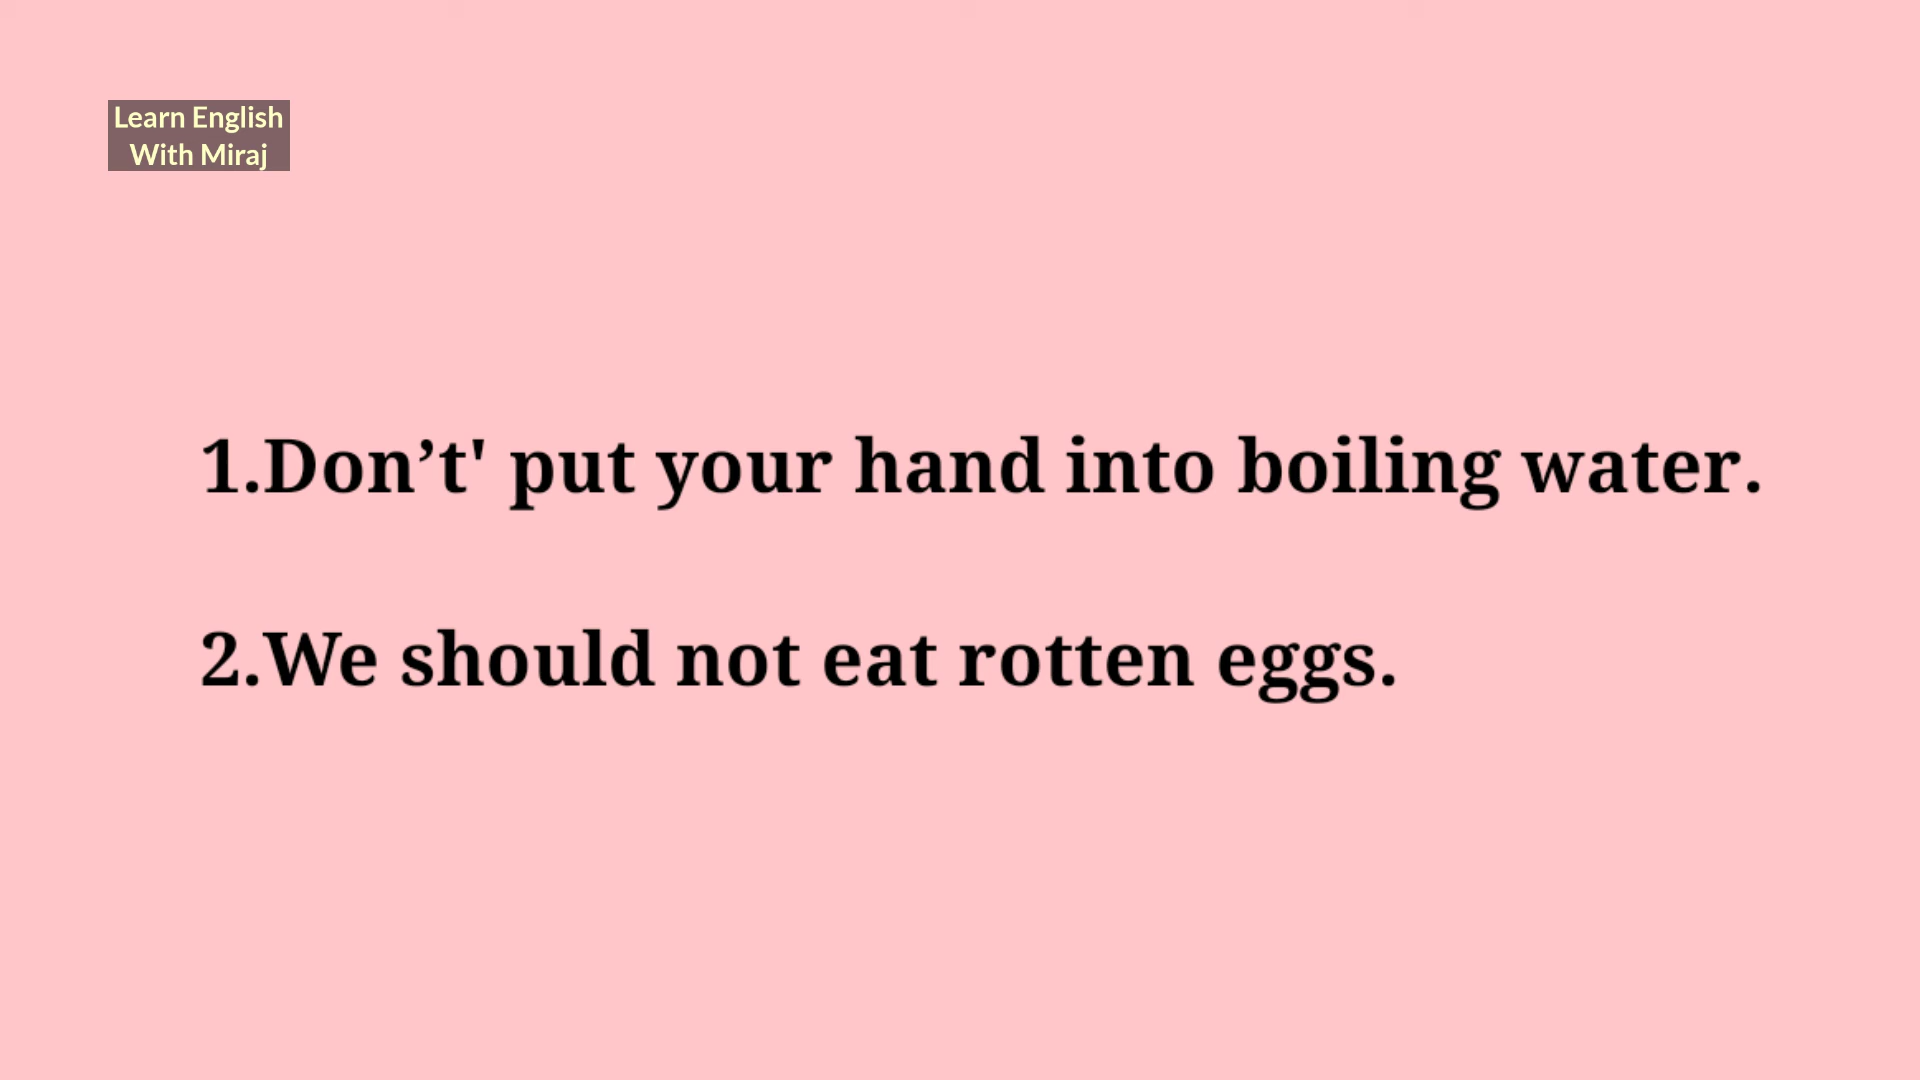 Learn English
With Miraj
1.Don’t' put your hand into boiling water.
2.We should not eat rotten eggs.